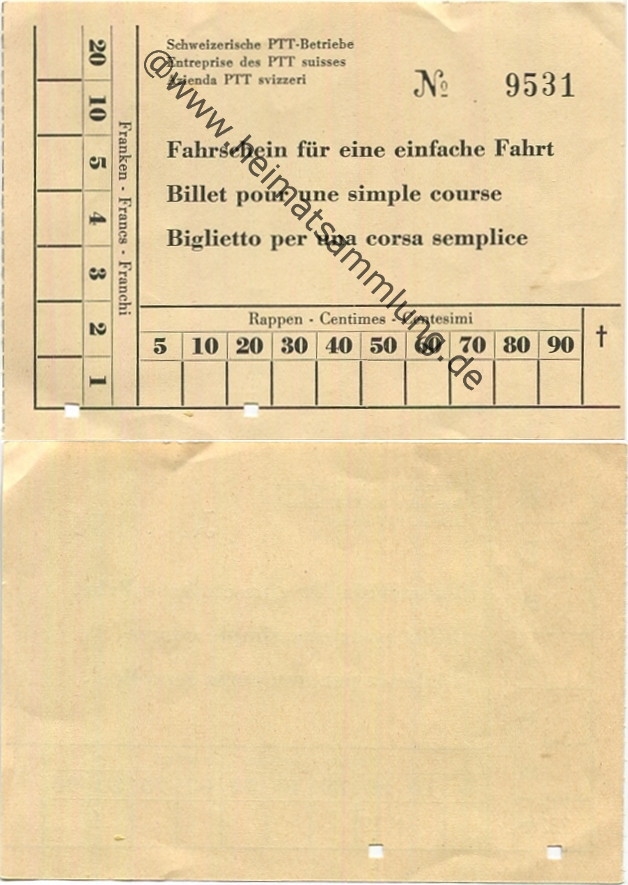 Schweizerische PTT-Betriebe
Entreprise des PTT suisses
Azienda PTT svizzeri
№ 9531
Fahrschein für eine einfache Fahrt
Billet pour une simple course
Biglietto per una corsa semplice
20 10 5 4 3 2 1
Franken - Francs - Franchi
Rappen - Centimes - Centesimi
5 10 20 30 40 50 60 70 80 90 †
@www.heimatsammlung.de